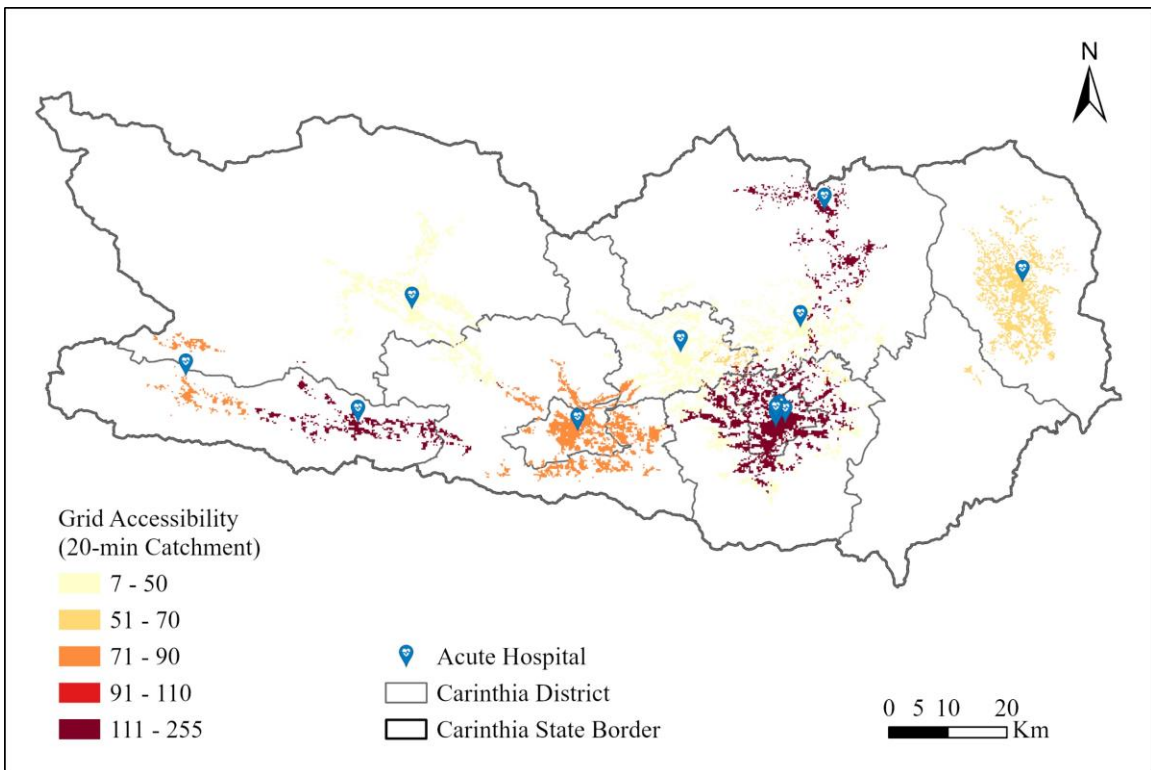 N
Grid Accessibility
(20-min Catchment)
7 - 50
51 - 70
71 - 90
91 - 110
111 - 255
Acute Hospital
Carinthia District
Carinthia State Border
0 5 10 20
Km